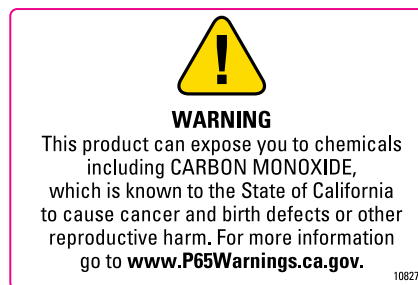 WARNING
This product can expose you to chemicals
including CARBON MONOXIDE,
which is known to the State of California
to cause cancer and birth defects or other
reproductive harm. For more information
go to www.P65Warnings.ca.gov.
10827